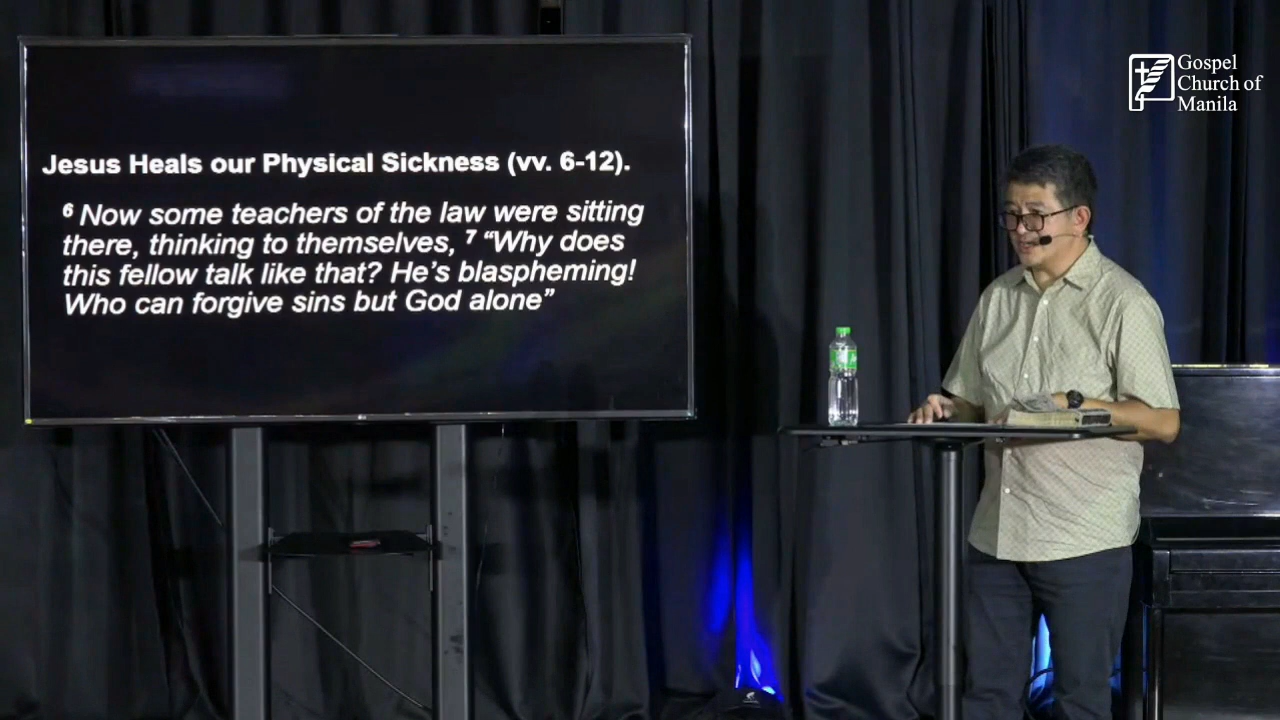 Jesus Heals our Physical Sickness (vv. 6-12).
6 Now some teachers of the law were sitting
there, thinking to themselves, 7 “Why does
this fellow talk like that? He’s blaspheming!
Who can forgive sins but God alone”
Gospel
Church of
Manila